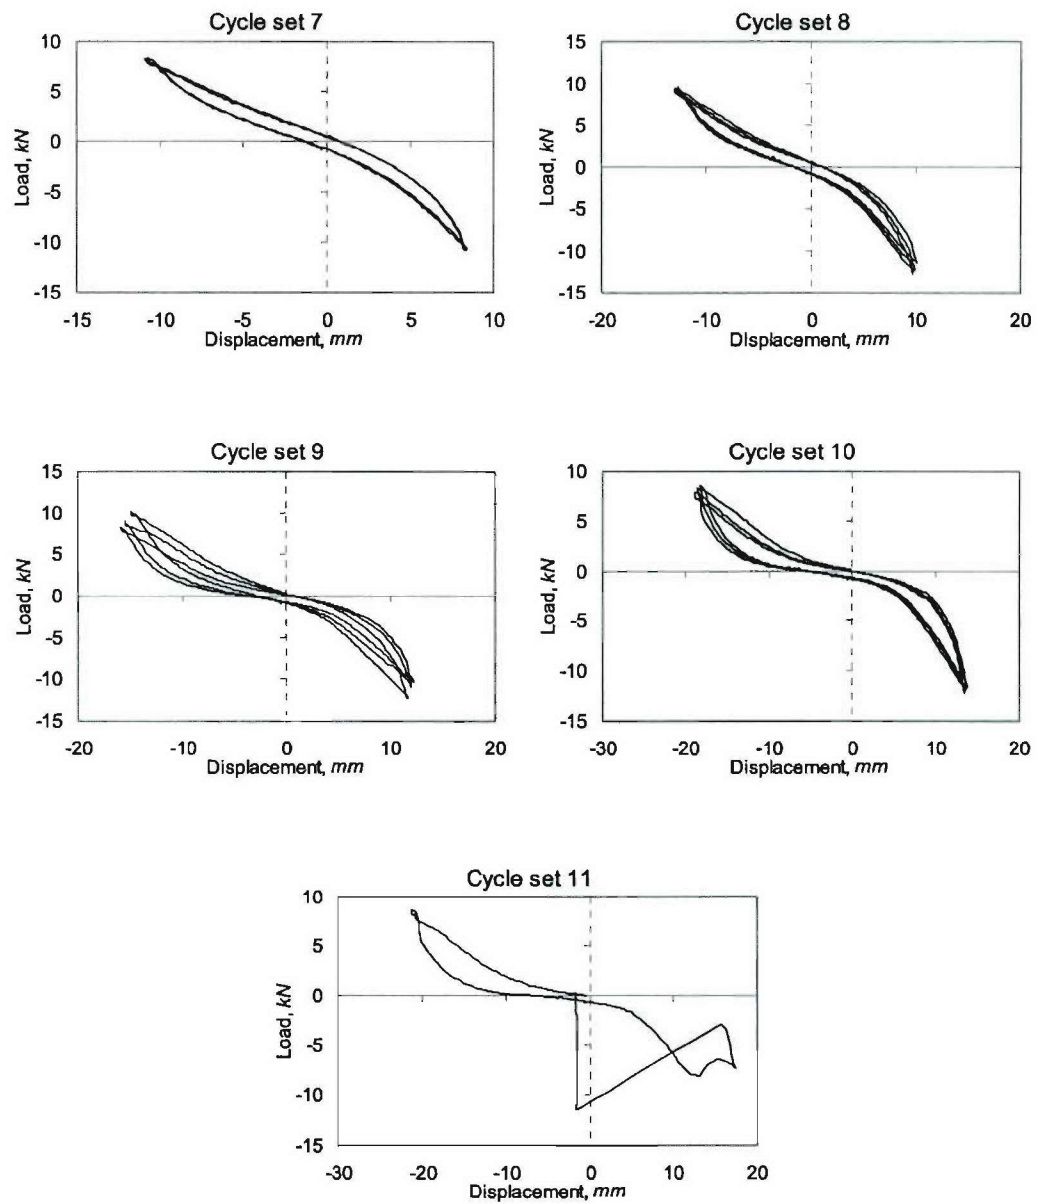 Cycle set 7
10
5
0
-5
-10
-15
Load, kN
-15 -10 -5 0 5 10
Displacement, mm
Cycle set 8
15
10
5
0
-5
-10
-15
Load, kN
-20 -10 0 10 20
Displacement, mm
Cycle set 9
15
10
5
0
-5
-10
-15
Load, kN
-20 -10 0 10 20
Displacement, mm
Cycle set 10
10
5
0
-5
-10
-15
Load, kN
-30 -20 -10 0 10 20
Displacement, mm
Cycle set 11
10
5
0
-5
-10
-15
Load, kN
-30 -20 -10 0 10 20
Displacement, mm